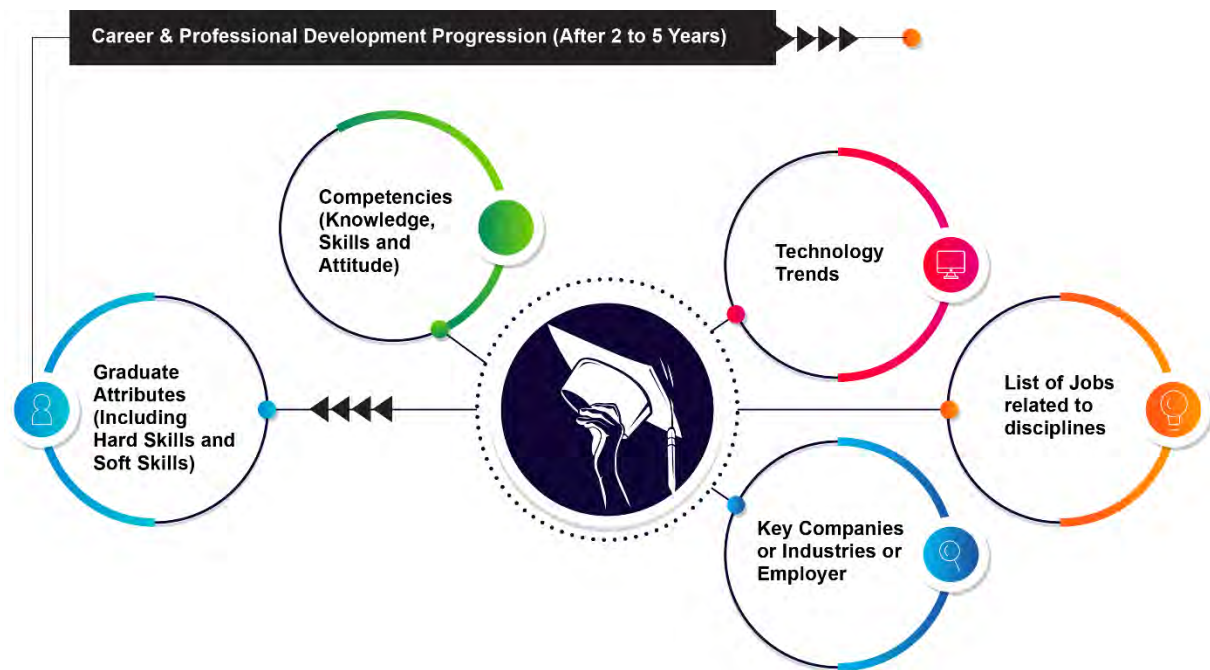 Career & Professional Development Progression (After 2 to 5 Years)
Competencies
(Knowledge,
Skills and
Attitude)
Technology
Trends
Graduate
Attributes
(Including
Hard Skills and
Soft Skills)
List of Jobs
related to
disciplines
Key Companies
or Industries or
Employer